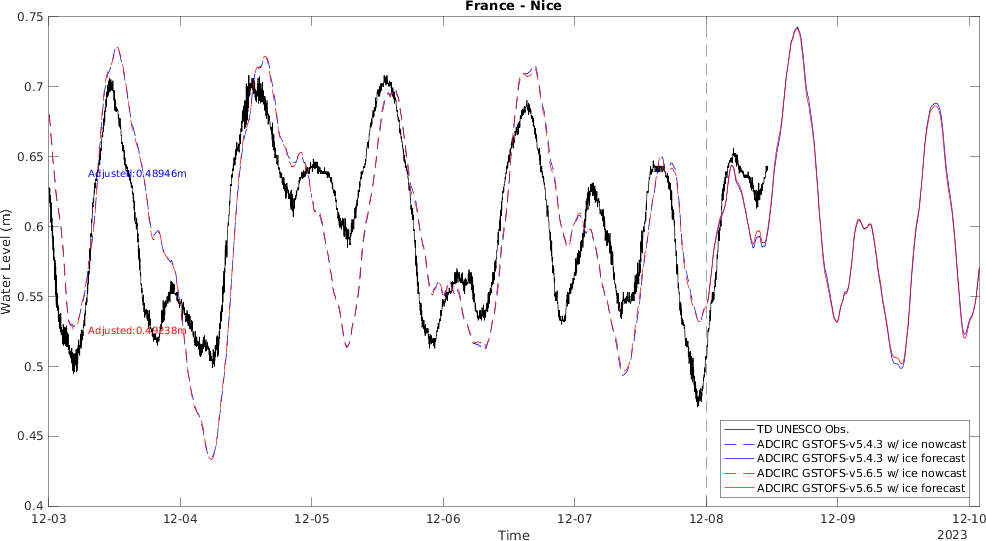 France - Nice
0.75
0.7
0.65
0.6
0.55
0.5
0.45
0.4
Water Level (m)
Adjusted:0.48946m
Adjusted:0.49238m
TD UNESCO Obs.
ADCIRC GSTOFS-v5.4.3 w/ ice nowcast
ADCIRC GSTOFS-v5.4.3 w/ ice forecast
ADCIRC GSTOFS-v5.6.5 w/ ice nowcast
ADCIRC GSTOFS-v5.6.5 w/ ice forecast
12-03 12-04 12-05 12-06 12-07 12-08 12-09 12-10
Time
2023